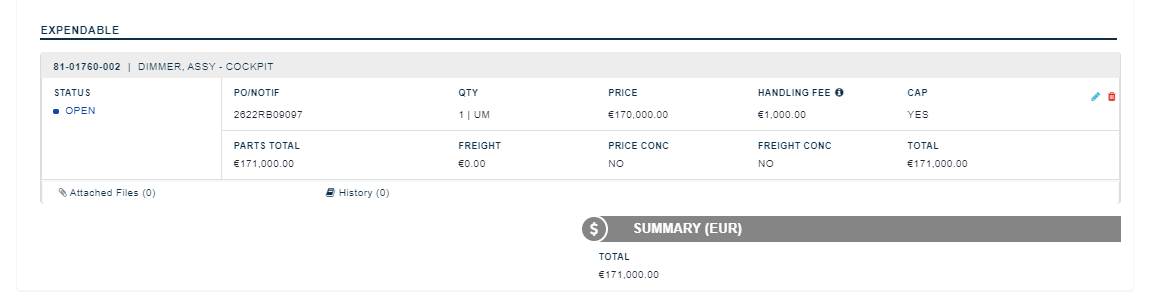 EXPENDABLE
81-01760-002 | DIMMER, ASSY - COCKPIT
STATUS PO/NOTIF QTY PRICE HANDLING FEE CAP
OPEN 2622RB09097 1 | UM €170,000.00 €1,000.00 YES
PARTS TOTAL FREIGHT PRICE CONC FREIGHT CONC TOTAL
€171,000.00 €0.00 NO NO €171,000.00
Attached Files (0) History (0)
$ SUMMARY (EUR)
TOTAL
€171,000.00